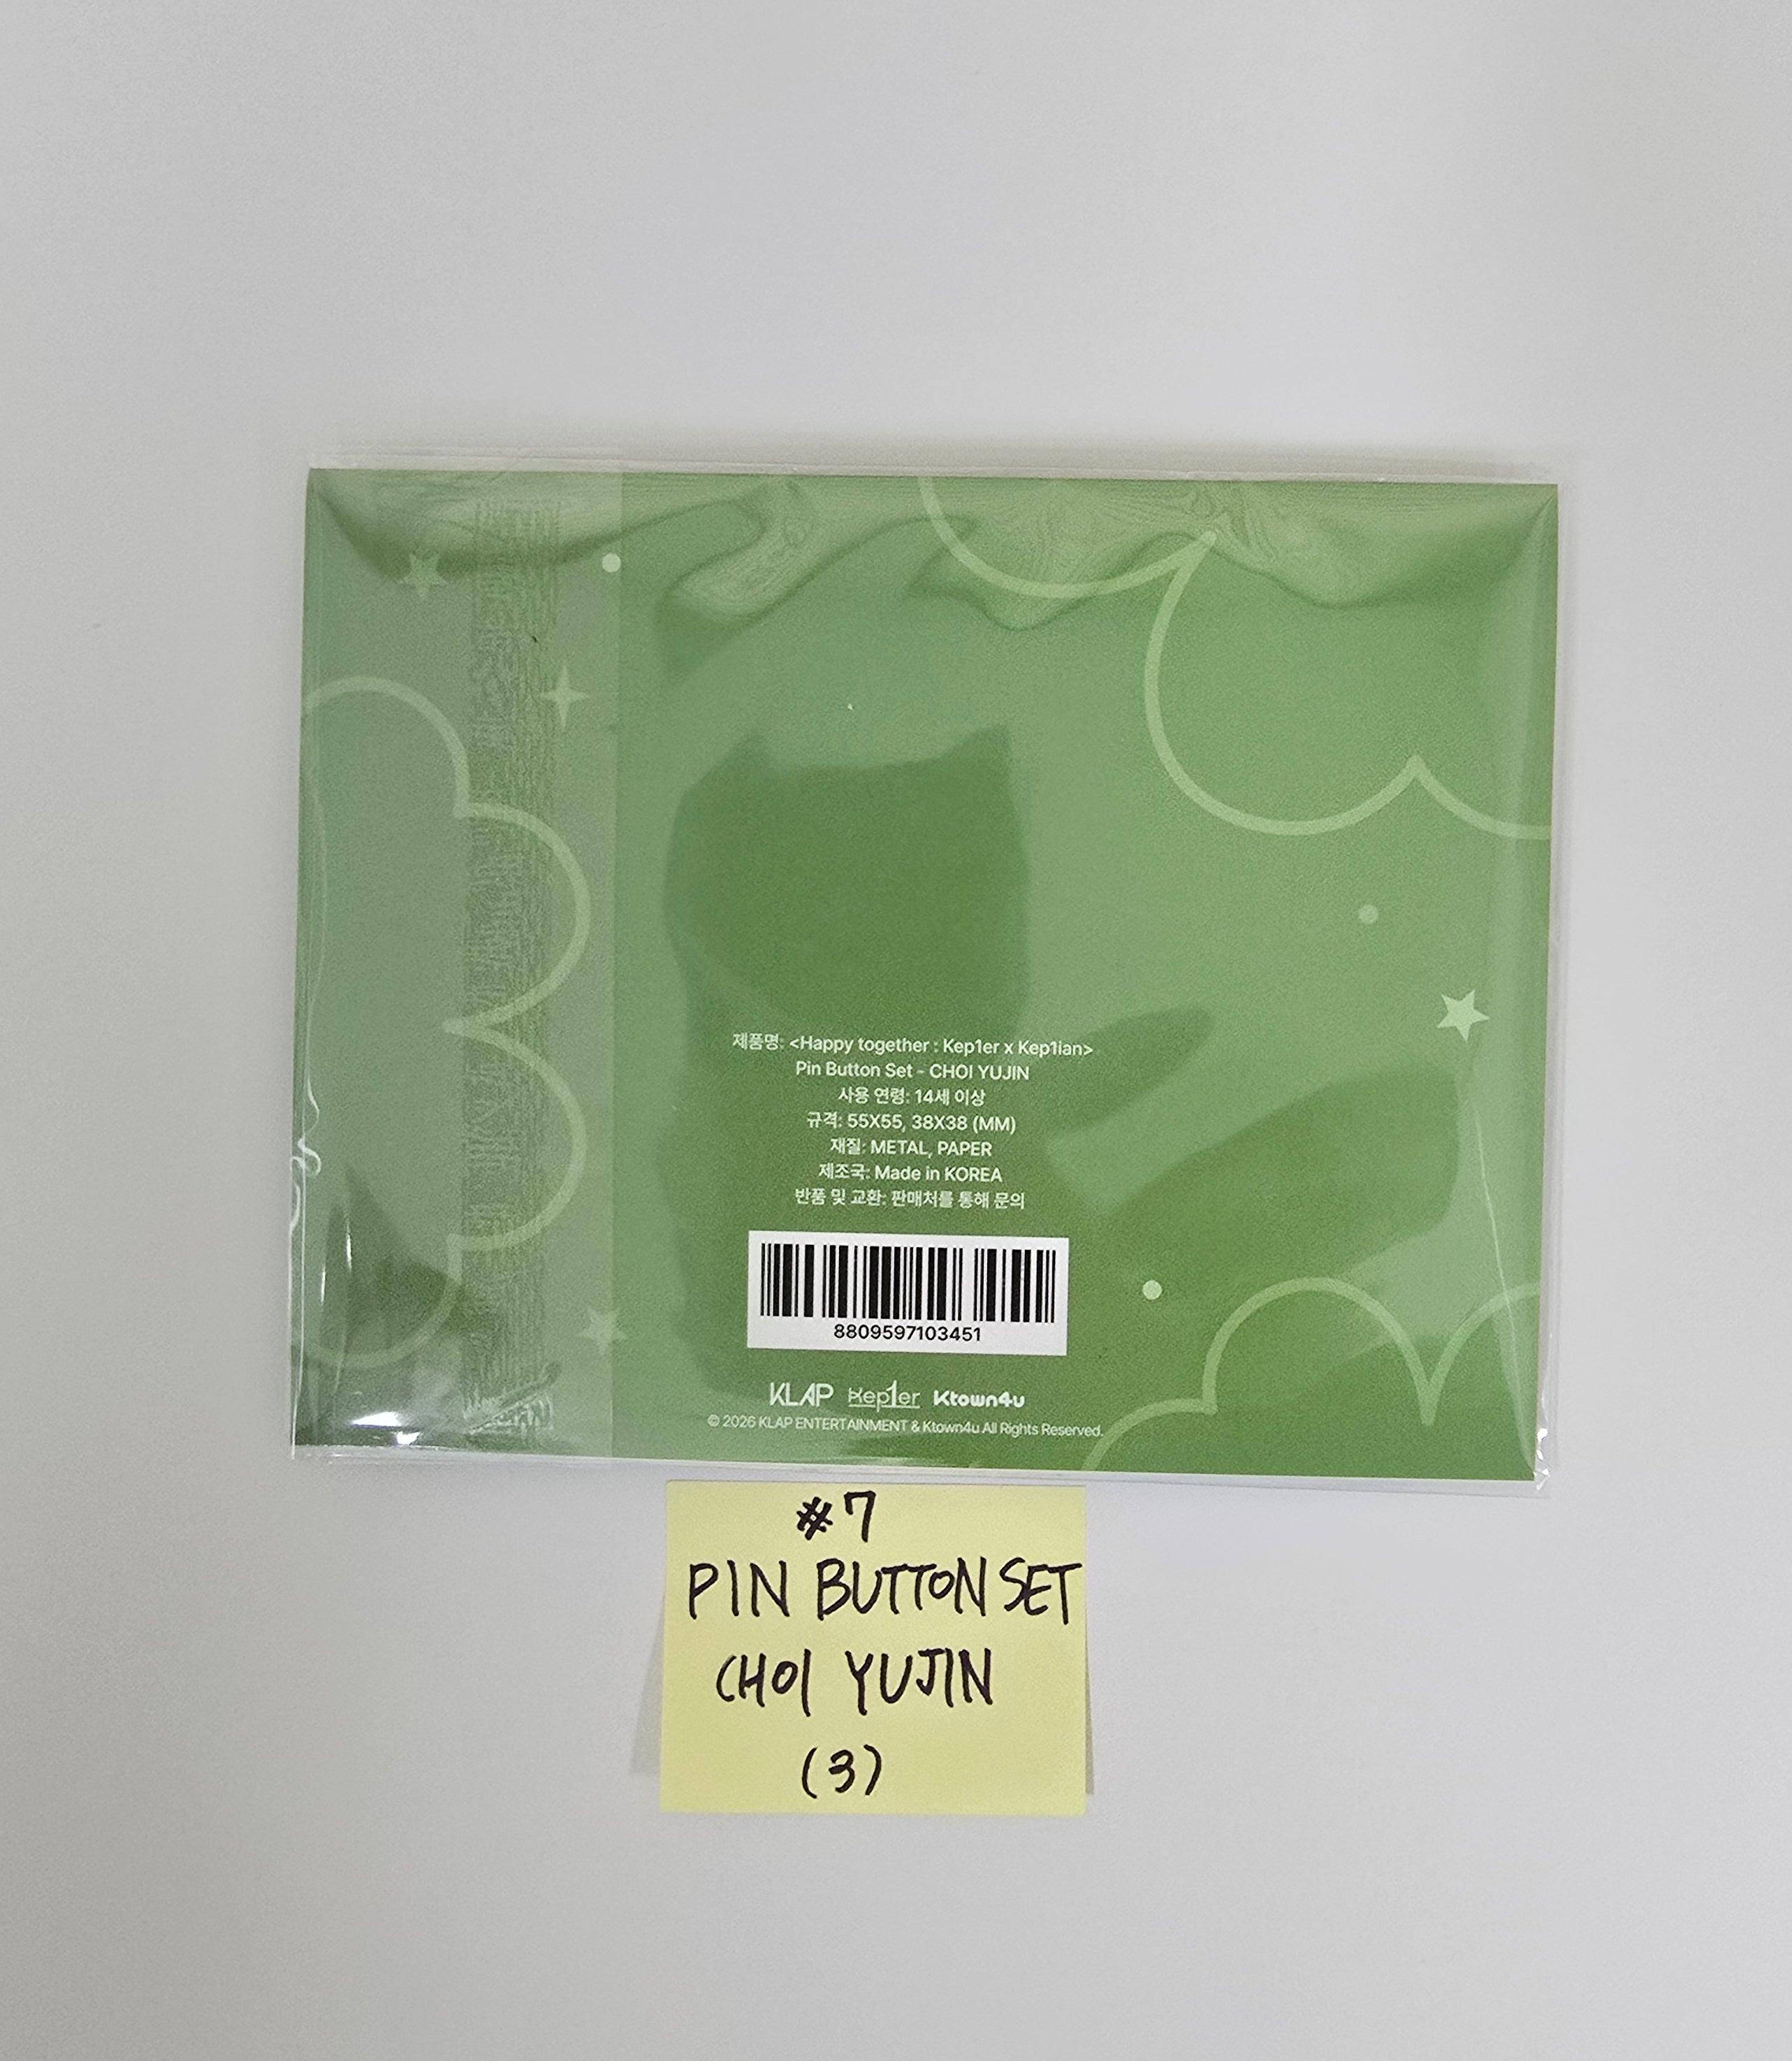 제품명: <Happy together : Kep1er x Kep1ian>
Pin Button Set - CHOI YUJIN
사용 연령: 14세 이상
규격: 55X55, 38X38 (MM)
재질: METAL, PAPER
제조국: Made in KOREA
반품 및 교환: 판매처를 통해 문의
8809597103451
KLAP Kep1er Ktown4u
© 2026 KLAP ENTERTAINMENT & Ktown4u All Rights Reserved.
#7
PIN BUTTON SET
CHOI YUJIN
(3)